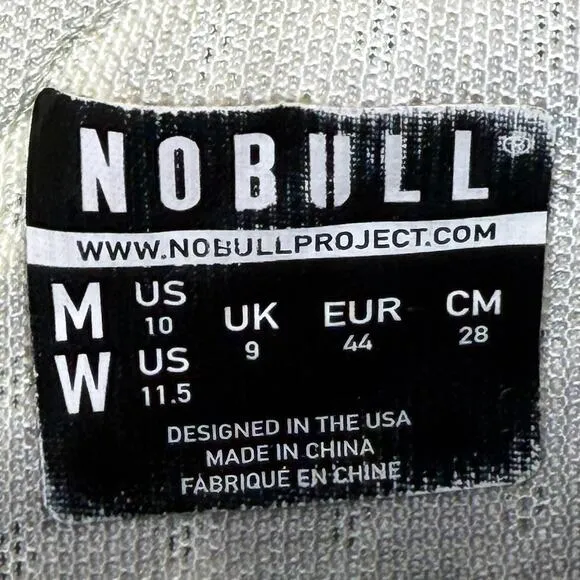 NOBULL®
WWW.NOBULLPROJECT.COM
M US 10
W US 11.5
UK 9
EUR 44
CM 28
DESIGNED IN THE USA
MADE IN CHINA
FABRIQUÉ EN CHINE